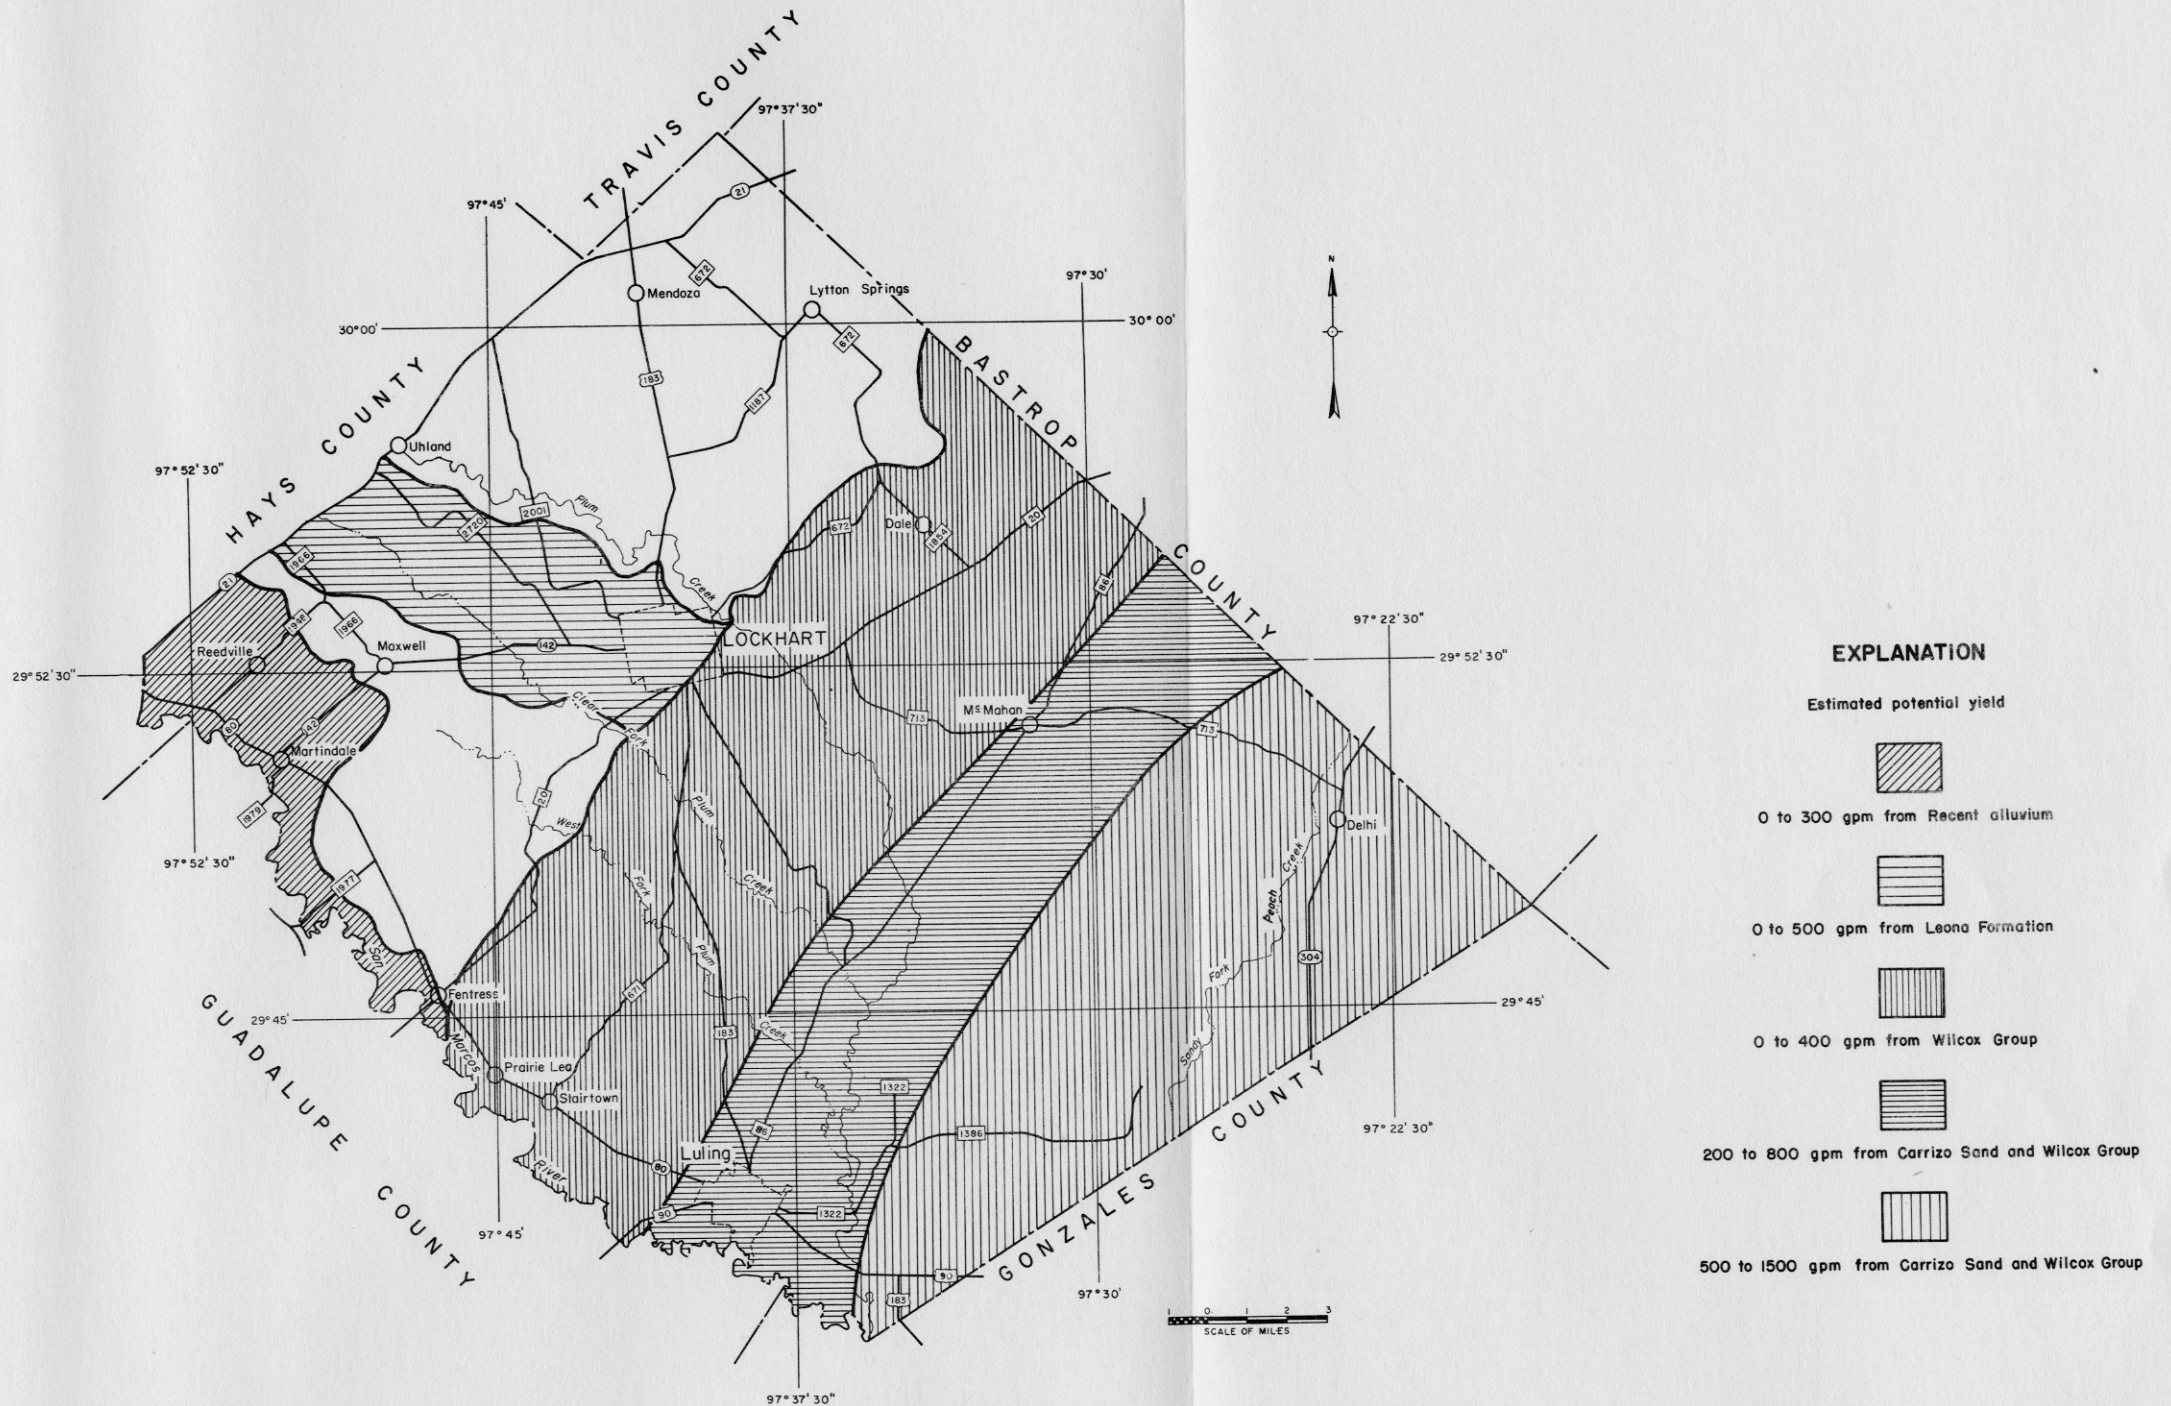 TRAVIS COUNTY
97°37'30"
21
97°45'
672
97°30'
Mendoza
Lytton Springs
30°00'
30°00'
672
BASTROP
183
1187
HAYS COUNTY
Uhland
97°52'30"
Plum
2001
2720
672
Dale
20
1854
1966
COUNTY
21
Creek
86
1966
LOCKHART
97°22'30"
Reedville
Maxwell
142
29°52'30"
29°52'30"
Clear
Mc Mahan
713
713
80
142
Fork
Martindale
1979
20
Plum
West
Delhi
97°52'30"
Creek
1977
Fork
Creek
Peach
San
Plum
304
Fork
Fentress
671
29°45'
29°45'
GUADALUPE
183
Creek
Sandy
Marcos
Prairie Lea
Stairtown
1322
COUNTY
97°22'30"
86
1386
Luling
80
River
GONZALES
COUNTY
90
1322
97°45'
90
97°30'
183
1 0 1 2 3
SCALE OF MILES
97°37'30"
N
EXPLANATION
Estimated potential yield
0 to 300 gpm from Recent alluvium
0 to 500 gpm from Leona Formation
0 to 400 gpm from Wilcox Group
200 to 800 gpm from Carrizo Sand and Wilcox Group
500 to 1500 gpm from Carrizo Sand and Wilcox Group